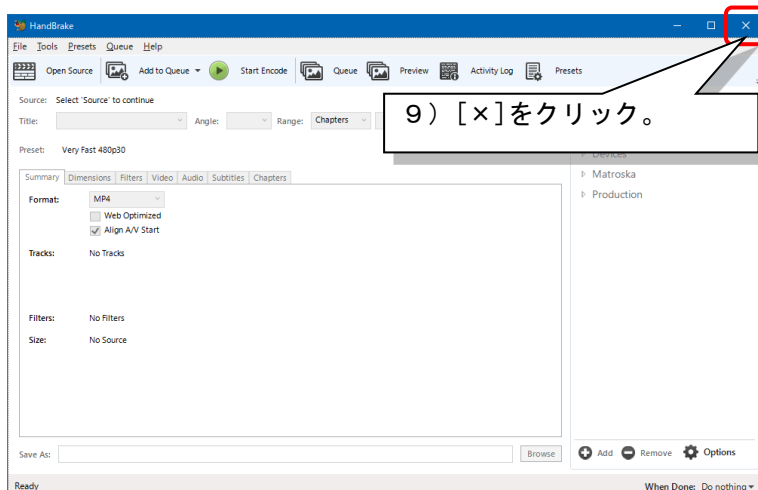 HandBrake
File Tools Presets Queue Help
Open Source Add to Queue Start Encode Queue Preview Activity Log Presets
Source: Select 'Source' to continue
Title: Angle: Range: Chapters
９）[×]をクリック。
Preset: Very Fast 480p30
Devices
Summary Dimensions Filters Video Audio Subtitles Chapters
Matroska
Format: MP4
Production
Web Optimized
Align A/V Start
Tracks: No Tracks
Filters: No Filters
Size: No Source
Save As: Browse
Add Remove Options
Ready When Done: Do nothing